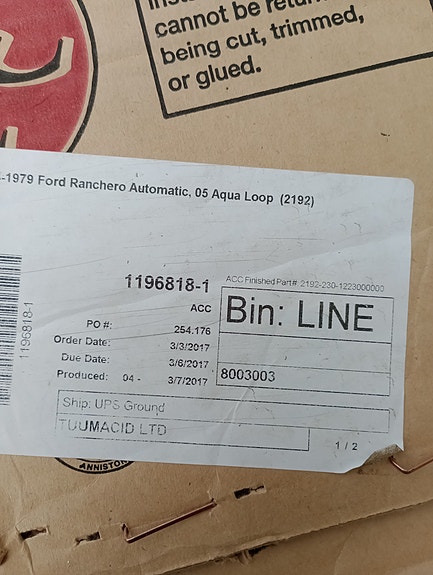 cannot be
being cut, trimmed,
or glued.
-1979 Ford Ranchero Automatic, 05 Aqua Loop (2192)
1196818-1
1196818-1
ACC
PO #: 254.176
Order Date: 3/3/2017
Due Date: 3/6/2017
Produced: 04 - 3/7/2017
ACC Finished Part# 2192-230-1223000000
Bin: LINE
8003003
Ship: UPS Ground
TUUMACID LTD
1 / 2
ANNISTON